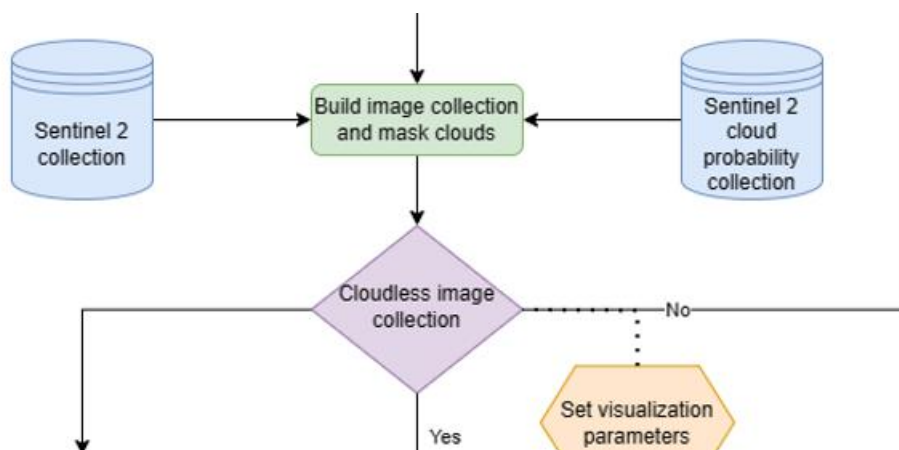 Sentinel 2
collection
Build image collection
and mask clouds
Sentinel 2
cloud
probability
collection
Cloudless image
collection
No
Set visualization
parameters
Yes